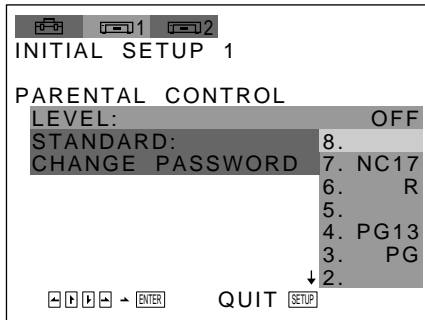 1 2
INITIAL SETUP 1
PARENTAL CONTROL
LEVEL: OFF
STANDARD: 8.
CHANGE PASSWORD 7. NC17
6. R
5.
4. PG13
3. PG
2.
ENTER QUIT SETUP